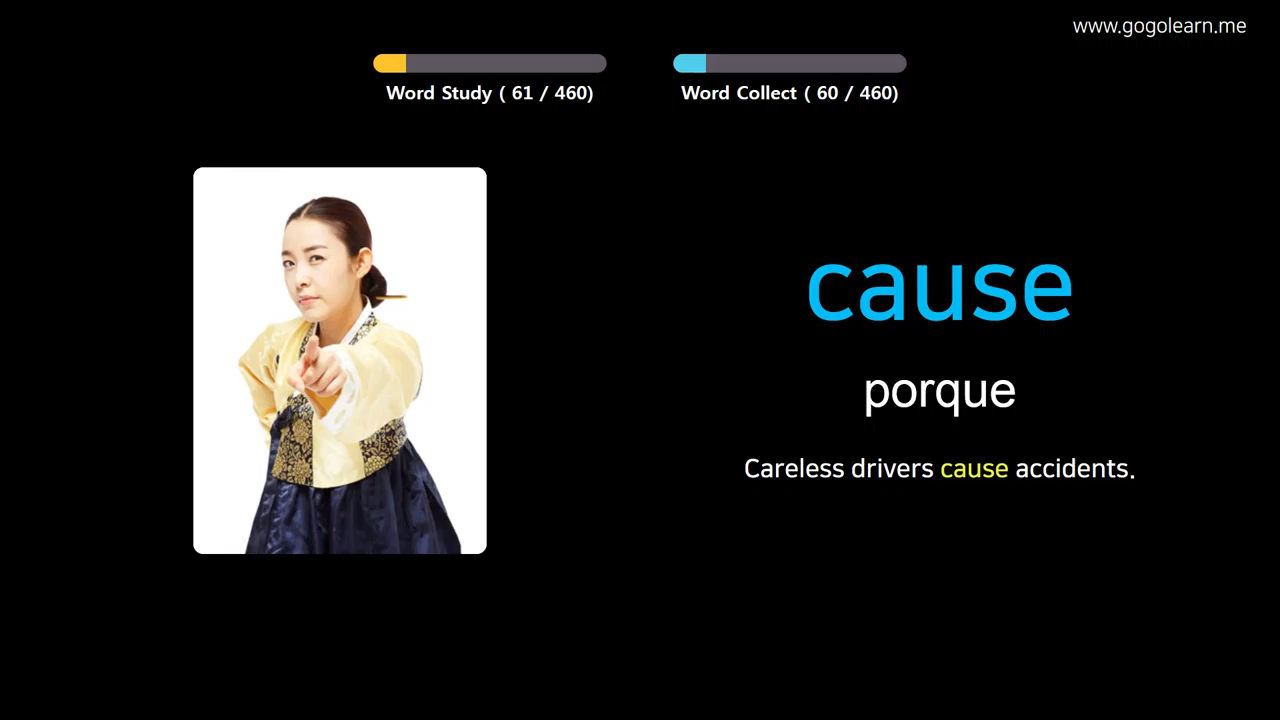 www.gogolearn.me
Word Study ( 61 / 460)
Word Collect ( 60 / 460)
cause
porque
Careless drivers cause accidents.